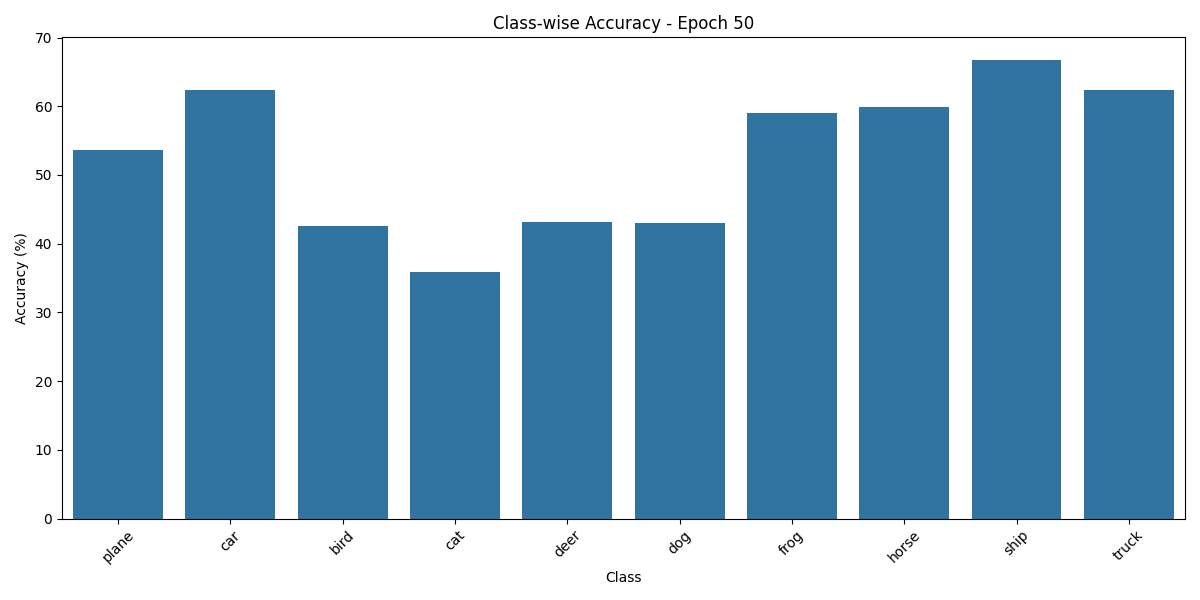 Class-wise Accuracy - Epoch 50
70
60
50
40
30
20
10
0
Accuracy (%)
plane
car
bird
cat
deer
dog
frog
horse
ship
truck
Class